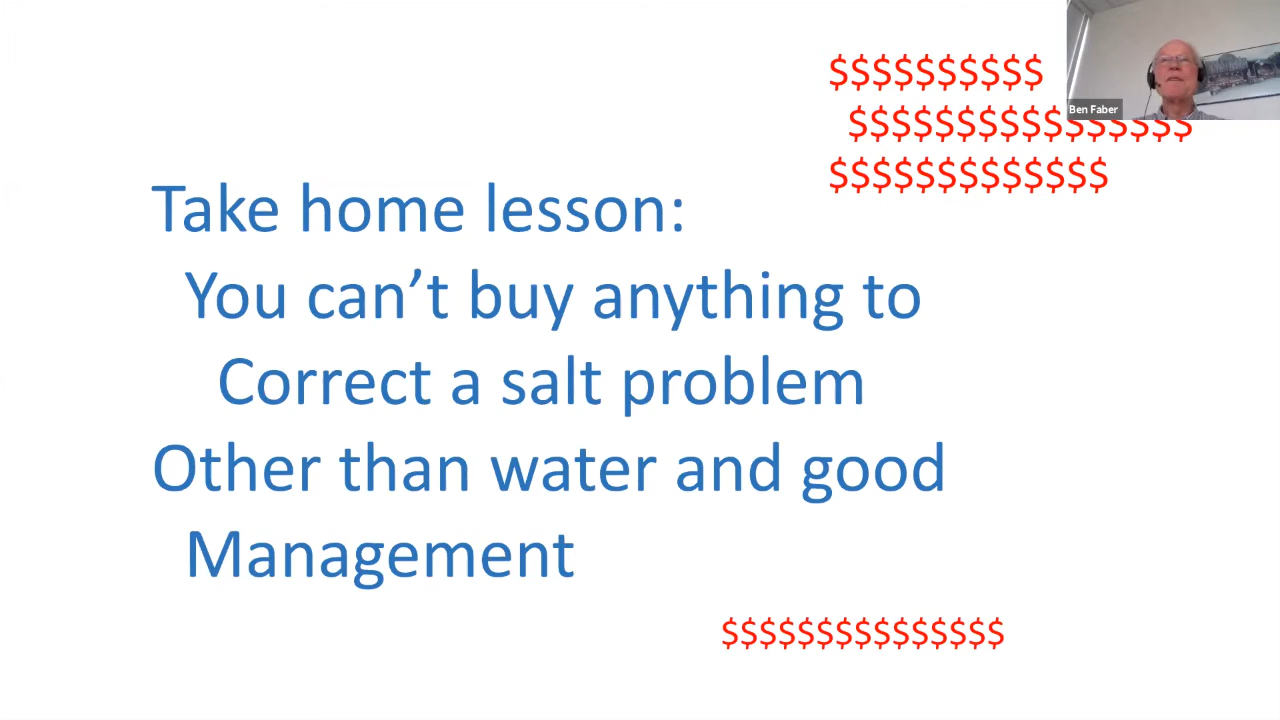 $$$$$$$$$$
Ben Faber
$$$$$$$$$$$$$$$$
$$$$$$$$$$$$$
Take home lesson:
You can’t buy anything to
Correct a salt problem
Other than water and good
Management
$$$$$$$$$$$$$$$